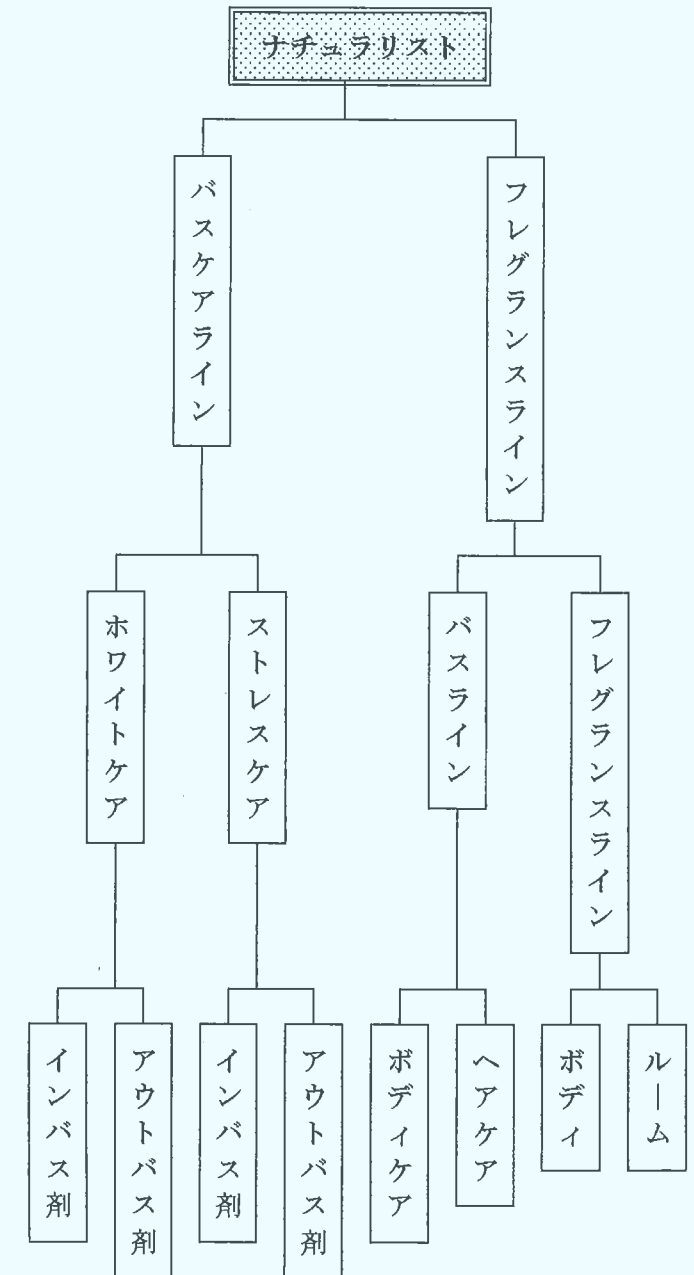 ナチュラリスト
バスケアライン
フレグランスライン
ホワイトケア
ストレスケア
バスライン
フレグランスライン
インバス剤
アウトバス剤
インバス剤
アウトバス剤
ボディケア
ヘアケア
ボディ
ルーム